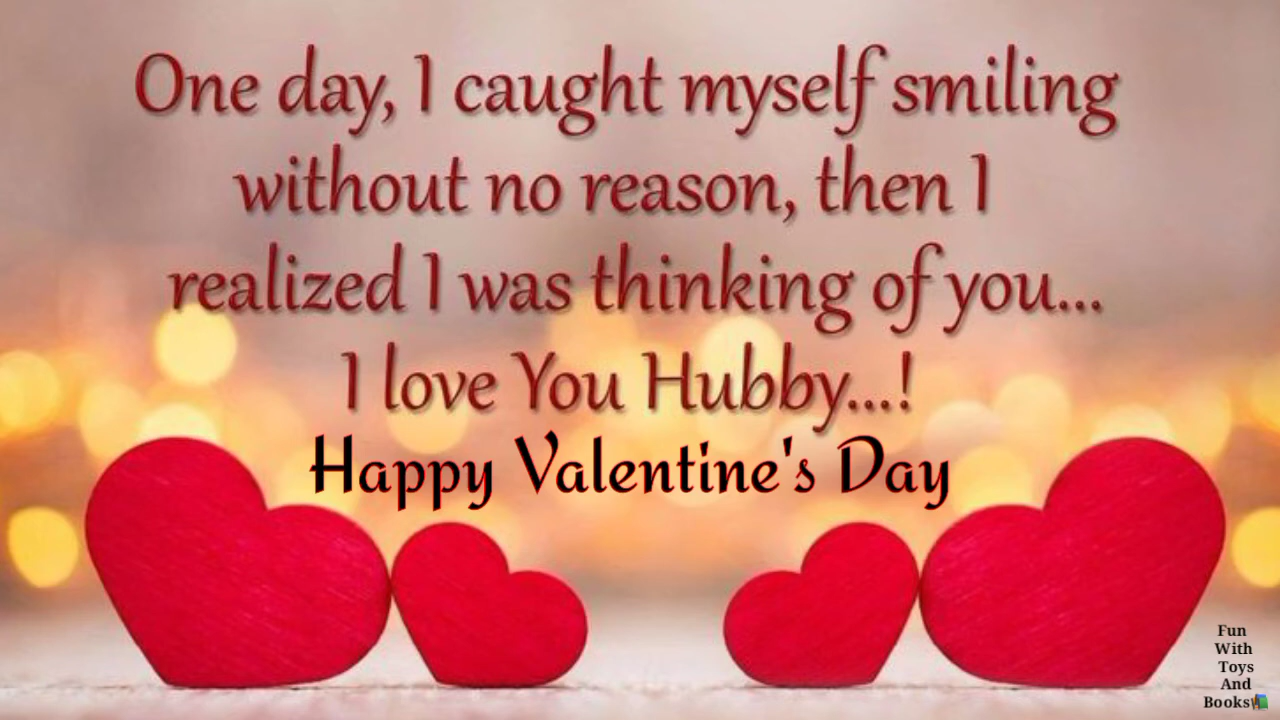 One day, I caught myself smiling
without no reason, then I
realized I was thinking of you...
I love You Hubby...!
Happy Valentine's Day
Fun
With
Toys
And
Books